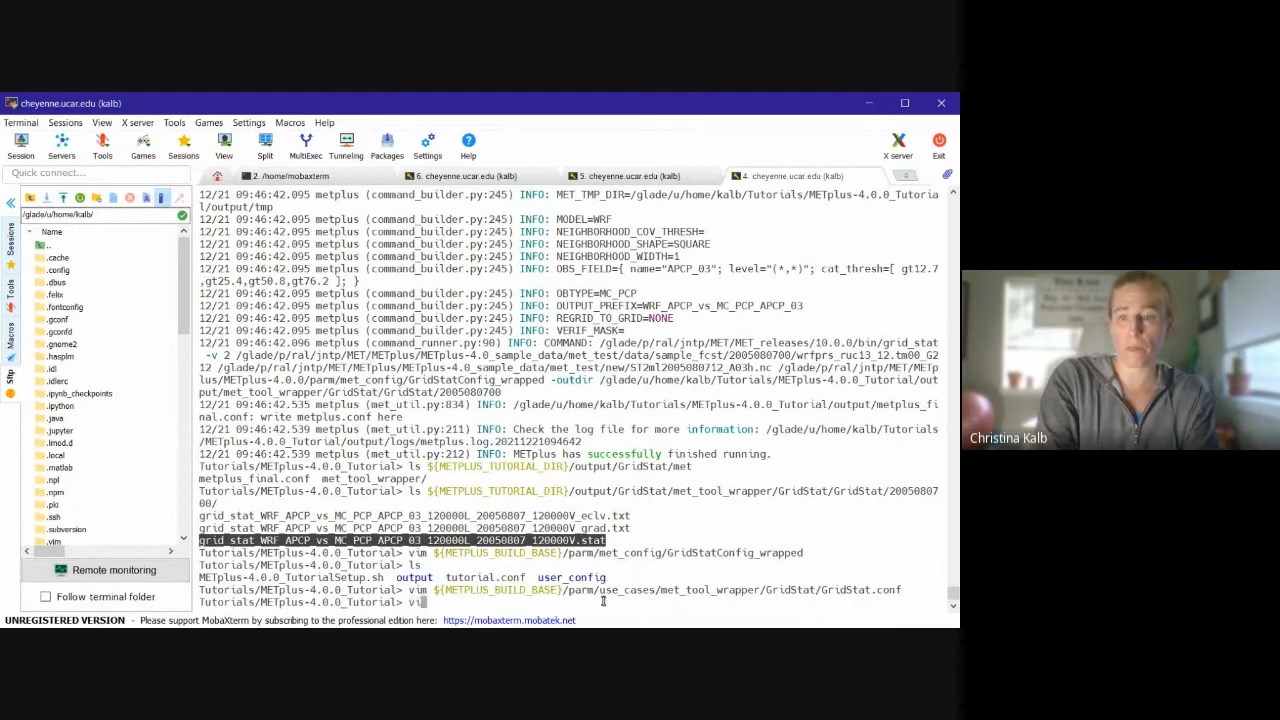 cheyenne.ucar.edu (kalb)
Terminal Sessions View X server Tools Games Settings Macros Help
Session Servers Tools Games Sessions View Split MultiExec Tunneling Packages Settings Help X server Exit
Quick connect...
2. /home/mobaxterm
6. cheyenne.ucar.edu (kalb)
5. cheyenne.ucar.edu (kalb)
4. cheyenne.ucar.edu (kalb)
/glade/u/home/kalb/
Name
..
.cache
.config
.dbus
.felix
.fontconfig
.gconf
.gconfd
.gnome2
.hasplm
.idl
.idlerc
.ipynb_checkpoints
.ipython
.java
.jupyter
.lmod.d
.local
.matlab
.npl
.npm
.pki
.ssh
.subversion
.vim
Sessions
Tools
Macros
Sftp
Remote monitoring
Follow terminal folder
12/21 09:46:42.095 metplus (command_builder.py:245) INFO: MET_TMP_DIR=/glade/u/home/kalb/Tutorials/METplus-4.0.0_Tutoria
l/output/tmp
12/21 09:46:42.095 metplus (command_builder.py:245) INFO: MODEL=WRF
12/21 09:46:42.095 metplus (command_builder.py:245) INFO: NEIGHBORHOOD_COV_THRESH=
12/21 09:46:42.095 metplus (command_builder.py:245) INFO: NEIGHBORHOOD_SHAPE=SQUARE
12/21 09:46:42.095 metplus (command_builder.py:245) INFO: NEIGHBORHOOD_WIDTH=1
12/21 09:46:42.095 metplus (command_builder.py:245) INFO: OBS_FIELD={ name="APCP_03"; level="(*,*)"; cat_thresh=[ gt12.7
,gt25.4,gt50.8,gt76.2 ]; }
12/21 09:46:42.095 metplus (command_builder.py:245) INFO: OBTYPE=MC_PCP
12/21 09:46:42.095 metplus (command_builder.py:245) INFO: OUTPUT_PREFIX=WRF_APCP_vs_MC_PCP_APCP_03
12/21 09:46:42.095 metplus (command_builder.py:245) INFO: REGRID_TO_GRID=NONE
12/21 09:46:42.095 metplus (command_builder.py:245) INFO: VERIF_MASK=
12/21 09:46:42.096 metplus (command_runner.py:90) INFO: COMMAND: /glade/p/ral/jntp/MET/MET_releases/10.0.0/bin/grid_stat
-v 2 /glade/p/ral/jntp/MET/METplus/METplus-4.0_sample_data/met_test/data/sample_fcst/2005080700/wrfprs_ruc13_12.tm00_G2
12 /glade/p/ral/jntp/MET/METplus/METplus-4.0_sample_data/met_test/new/ST2ml2005080712_A03h.nc /glade/p/ral/jntp/MET/MET
plus/METplus-4.0.0/parm/met_config/GridStatConfig_wrapped -outdir /glade/u/home/kalb/Tutorials/METplus-4.0.0_Tutorial/out
put/met_tool_wrapper/GridStat/GridStat/2005080700
12/21 09:46:42.535 metplus (met_util.py:834) INFO: /glade/u/home/kalb/Tutorials/METplus-4.0.0_Tutorial/output/metplus_fi
nal.conf: write metplus.conf here
12/21 09:46:42.539 metplus (met_util.py:211) INFO: Check the log file for more information: /glade/u/home/kalb/Tutorials
/METplus-4.0.0_Tutorial/output/logs/metplus.log.20211221094642
12/21 09:46:42.539 metplus (met_util.py:212) INFO: METplus has successfully finished running.
Tutorials/METplus-4.0.0_Tutorial> ls ${METPLUS_TUTORIAL_DIR}/output/GridStat/met
metplus_final.conf met_tool_wrapper/
Tutorials/METplus-4.0.0_Tutorial> ls ${METPLUS_TUTORIAL_DIR}/output/GridStat/met_tool_wrapper/GridStat/GridStat/20050807
00/
grid_stat_WRF_APCP_vs_MC_PCP_APCP_03_120000L_20050807_120000V_eclv.txt
grid_stat_WRF_APCP_vs_MC_PCP_APCP_03_120000L_20050807_120000V_grad.txt
grid_stat_WRF_APCP_vs_MC_PCP_APCP_03_120000L_20050807_120000V.stat
Tutorials/METplus-4.0.0_Tutorial> vim ${METPLUS_BUILD_BASE}/parm/met_config/GridStatConfig_wrapped
Tutorials/METplus-4.0.0_Tutorial> ls
METplus-4.0.0_TutorialSetup.sh output tutorial.conf user_config
Tutorials/METplus-4.0.0_Tutorial> vim ${METPLUS_BUILD_BASE}/parm/use_cases/met_tool_wrapper/GridStat/GridStat.conf
Tutorials/METplus-4.0.0_Tutorial> vi
UNREGISTERED VERSION - Please support MobaXterm by subscribing to the professional edition here: https://mobaxterm.mobatek.net
Christina Kalb